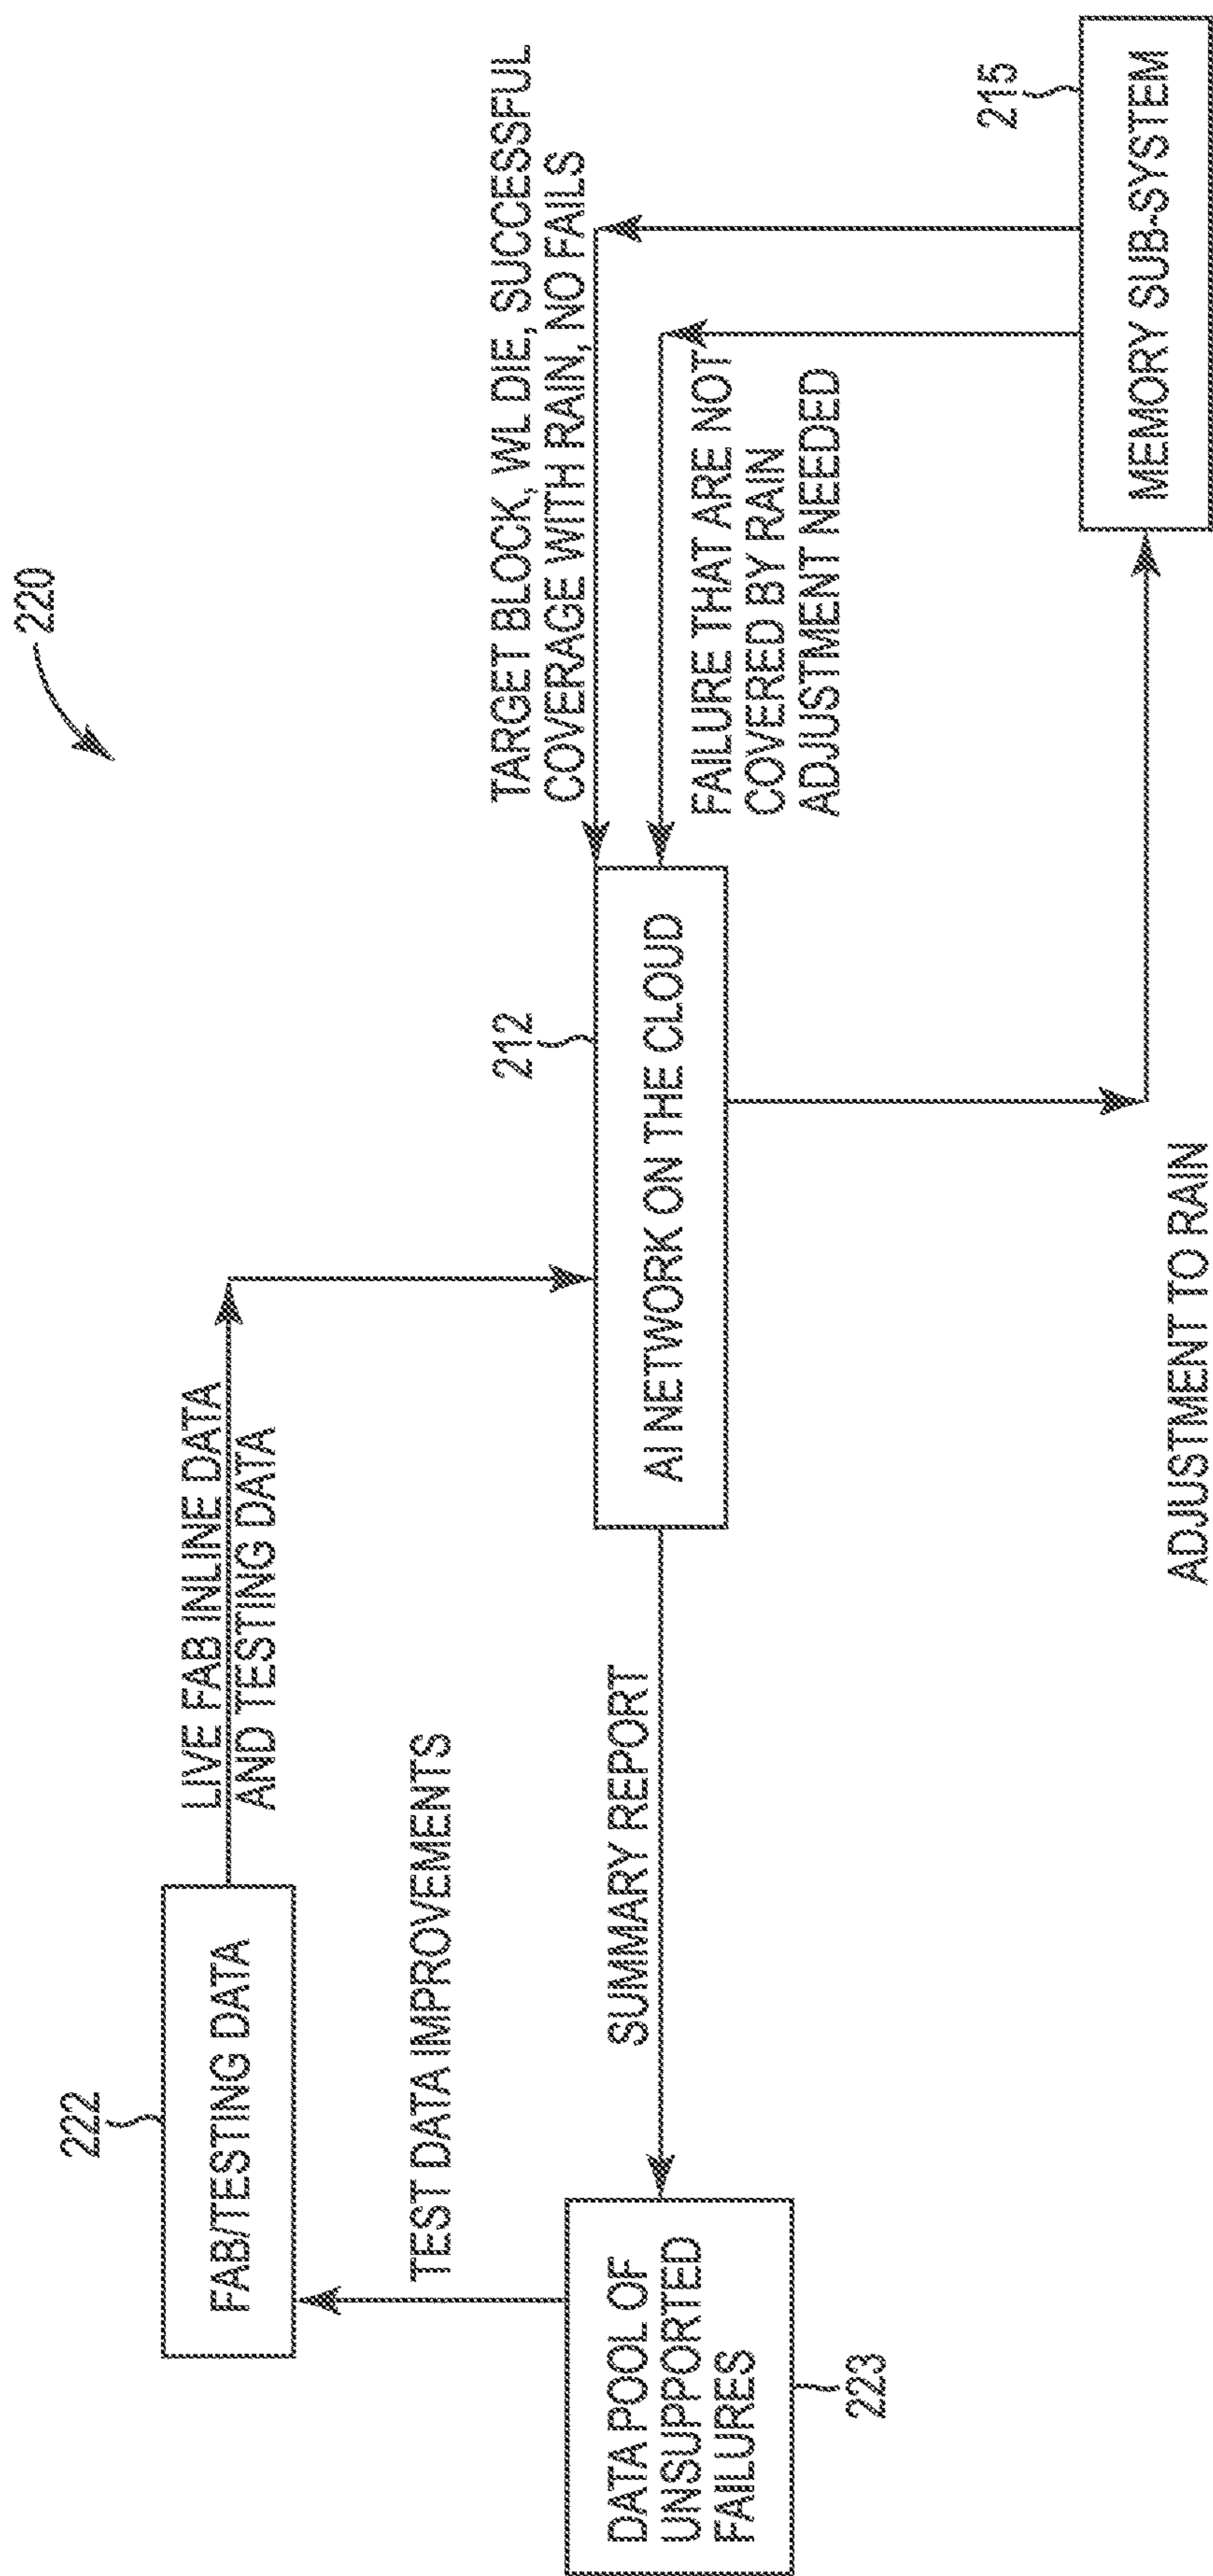 220
222
FAB/TESTING DATA
LIVE FAB INLINE DATA
AND TESTING DATA
TEST DATA IMPROVEMENTS
DATA POOL OF
UNSUPPORTED
FAILURES
223
SUMMARY REPORT
212
AI NETWORK ON THE CLOUD
TARGET BLOCK, WL DIE, SUCCESSFUL
COVERAGE WITH RAIN, NO FAILS
FAILURE THAT ARE NOT
COVERED BY RAIN
ADJUSTMENT NEEDED
ADJUSTMENT TO RAIN
215
MEMORY SUB-SYSTEM